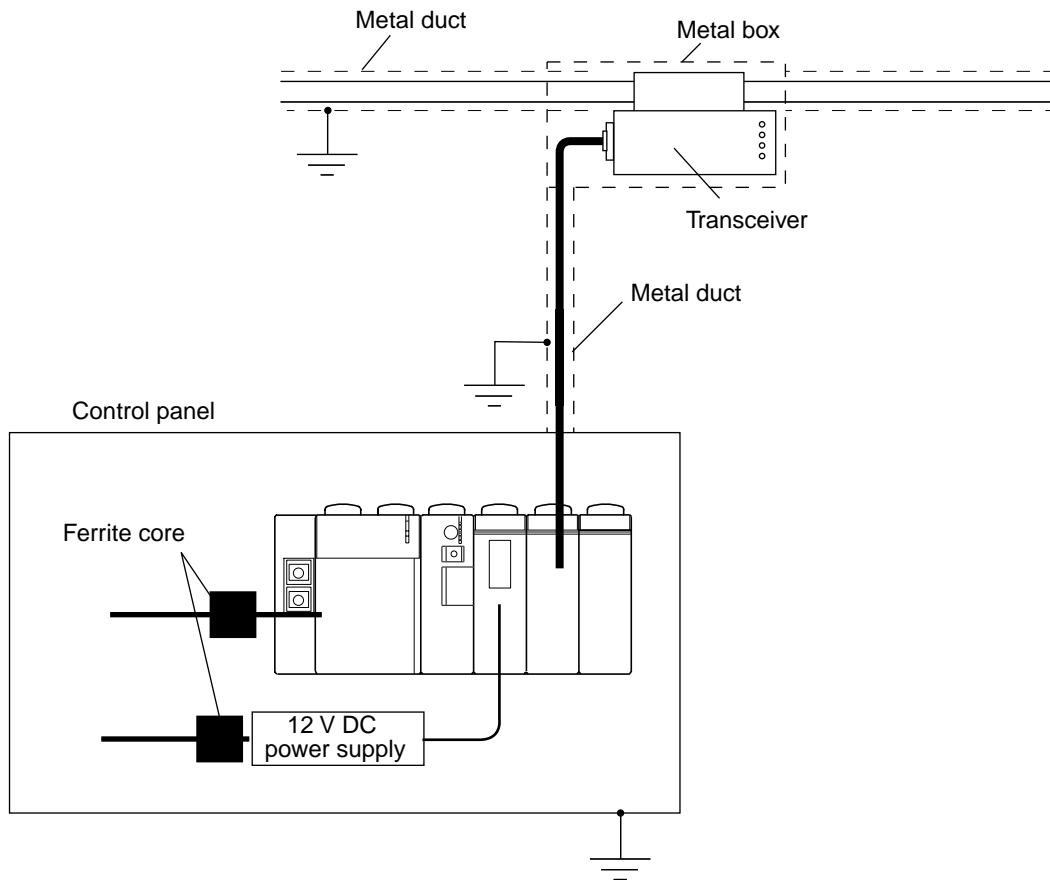 Metal duct
Metal box
Transceiver
Metal duct
Control panel
Ferrite core
12 V DC
power supply